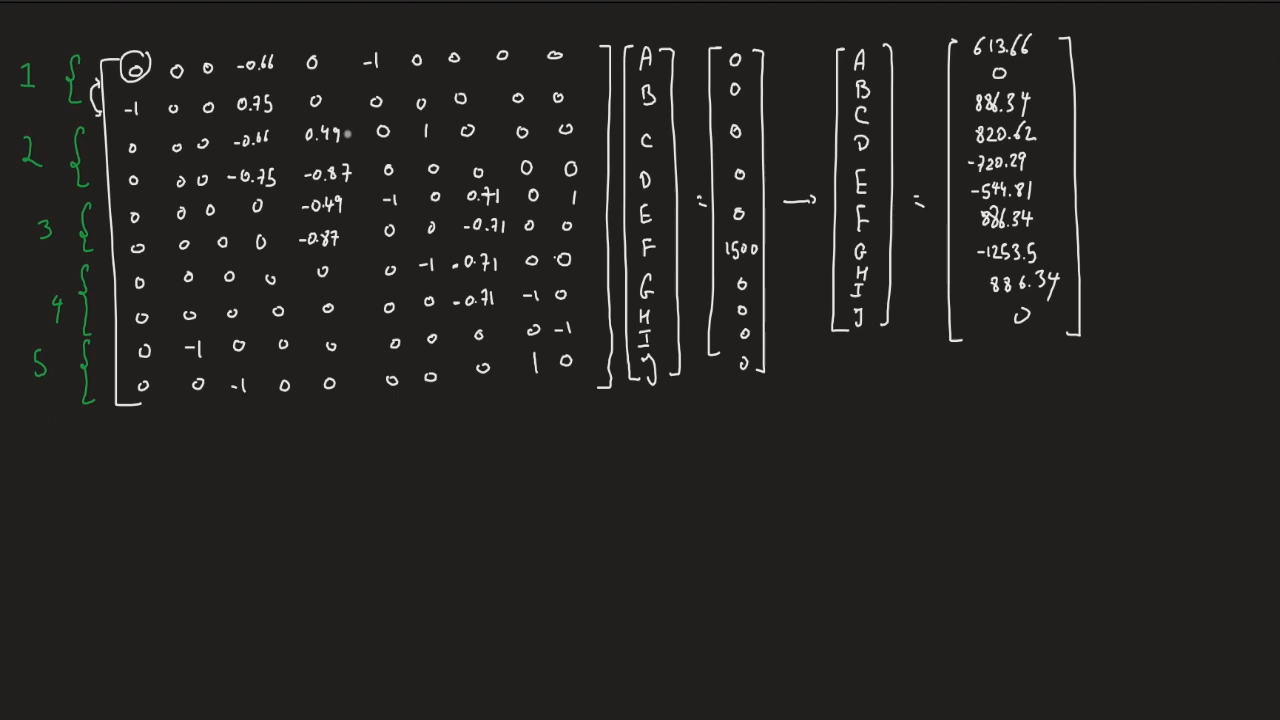 1 { [ 0 0 0 -0.66 0 -1 0 0 0 0 ] [ A ] [ 0 ] [ A ] [ 613.66 ]
-1 0 0 0.75 0 0 0 0 0 0 B 0 B 0
2 { 0 0 0 -0.66 0.49 0 1 0 0 0 C 0 C 886.34
0 0 0 -0.75 -0.87 0 0 0 0 0 D 0 D 820.62
3 { 0 0 0 0 -0.49 -1 0 0.71 0 1 E = 0 → E = -720.29
0 0 0 0 -0.87 0 0 -0.71 0 0 F 1500 F -544.81
4 { 0 0 0 0 0 0 -1 -0.71 0 0 G 0 G 886.34
0 0 0 0 0 0 0 -0.71 -1 0 H 0 H -1253.5
5 { 0 -1 0 0 0 0 0 0 0 -1 I 0 I 886.34
0 0 -1 0 0 0 0 0 1 0 J 0 J 0